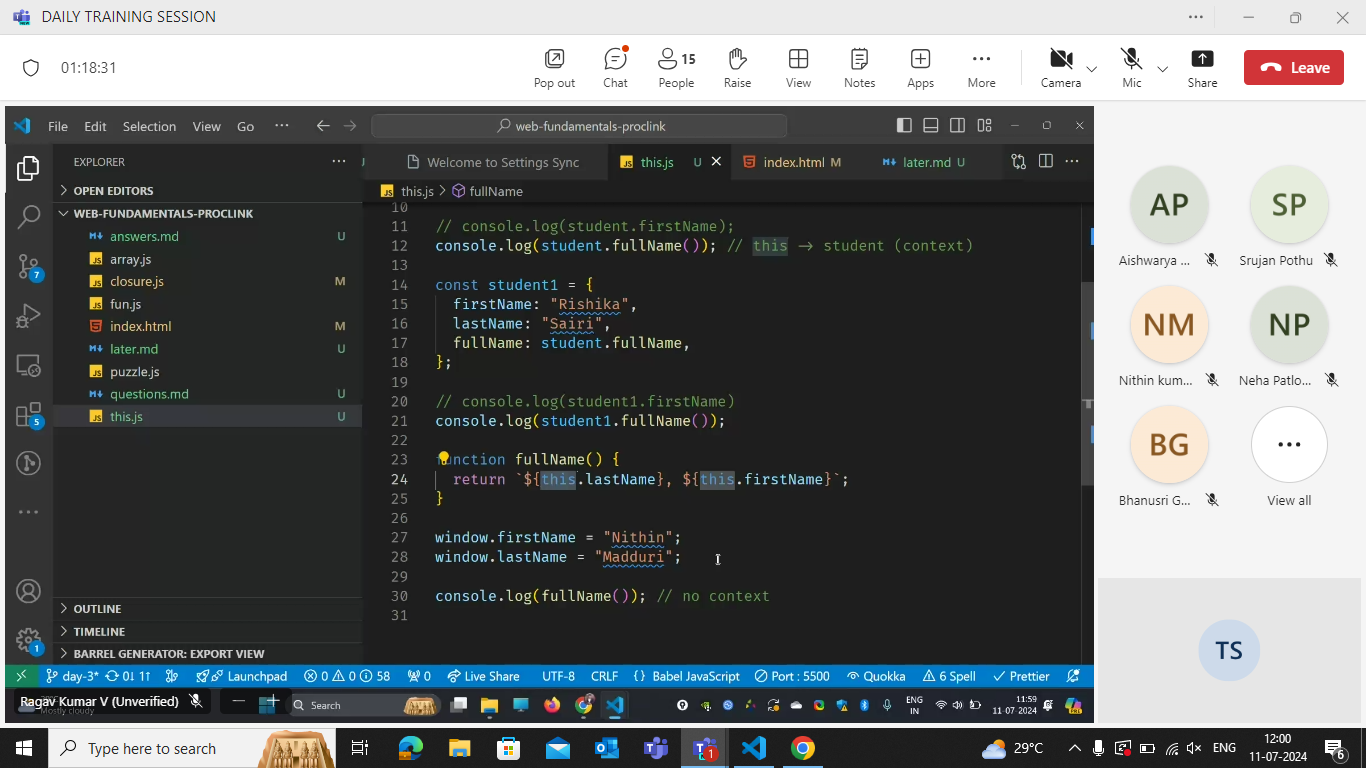 DAILY TRAINING SESSION
01:18:31
Pop out
Chat
15
People
Raise
View
Notes
Apps
More
Camera
Mic
Share
Leave
File Edit Selection View Go
web-fundamentals-proclink
EXPLORER
Welcome to Settings Sync
this.js U
index.html M
later.md U
this.js > fullName
OPEN EDITORS
WEB-FUNDAMENTALS-PROCLINK
answers.md U
array.js
closure.js M
fun.js
index.html M
later.md U
puzzle.js
questions.md U
this.js U
OUTLINE
TIMELINE
BARREL GENERATOR: EXPORT VIEW
7
5
1
10
11 // console.log(student.firstName);
12 console.log(student.fullName()); // this → student (context)
13
14 const student1 = {
15 firstName: "Rishika",
16 lastName: "Sairi",
17 fullName: student.fullName,
18 };
19
20 // console.log(student1.firstName)
21 console.log(student1.fullName());
22
23 function fullName() {
24 return `${this.lastName}, ${this.firstName}`;
25 }
26
27 window.firstName = "Nithin";
28 window.lastName = "Madduri";
29
30 console.log(fullName()); // no context
31
day-3* 0↓ 1↑ Launchpad 0 0 58 0 Live Share UTF-8 CRLF {} Babel JavaScript Port : 5500 Quokka 6 Spell Prettier
Ragav Kumar V (Unverified)
Mostly cloudy
Search
ENG
IN
11:59
11-07-2024
AP
Aishwarya ...
SP
Srujan Pothu
NM
Nithin kum...
NP
Neha Patlo...
BG
Bhanusri G...
View all
TS
Type here to search
1
29°C
ENG
12:00
11-07-2024
6